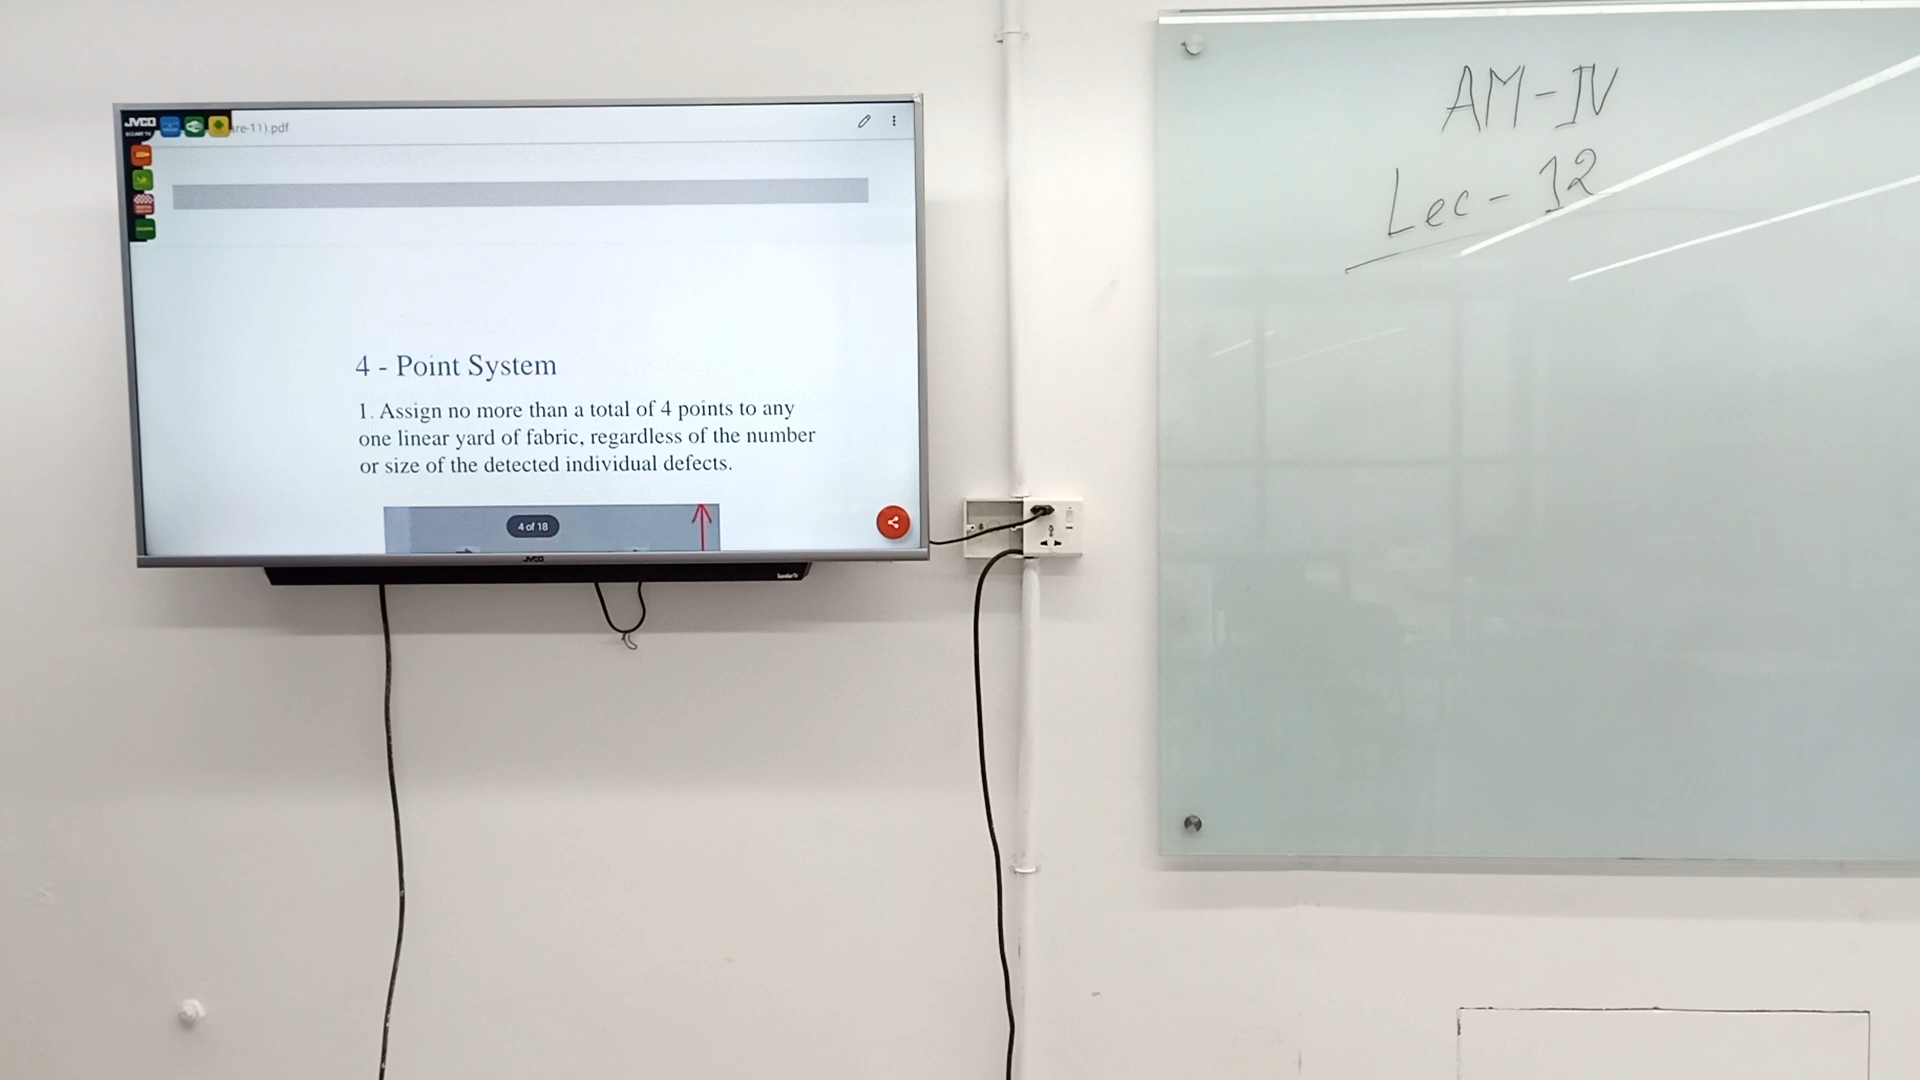 JVCO
re-11).pdf
4 - Point System
1. Assign no more than a total of 4 points to any
one linear yard of fabric, regardless of the number
or size of the detected individual defects.
4 of 18
JVCO
AM-IV
Lec - 12